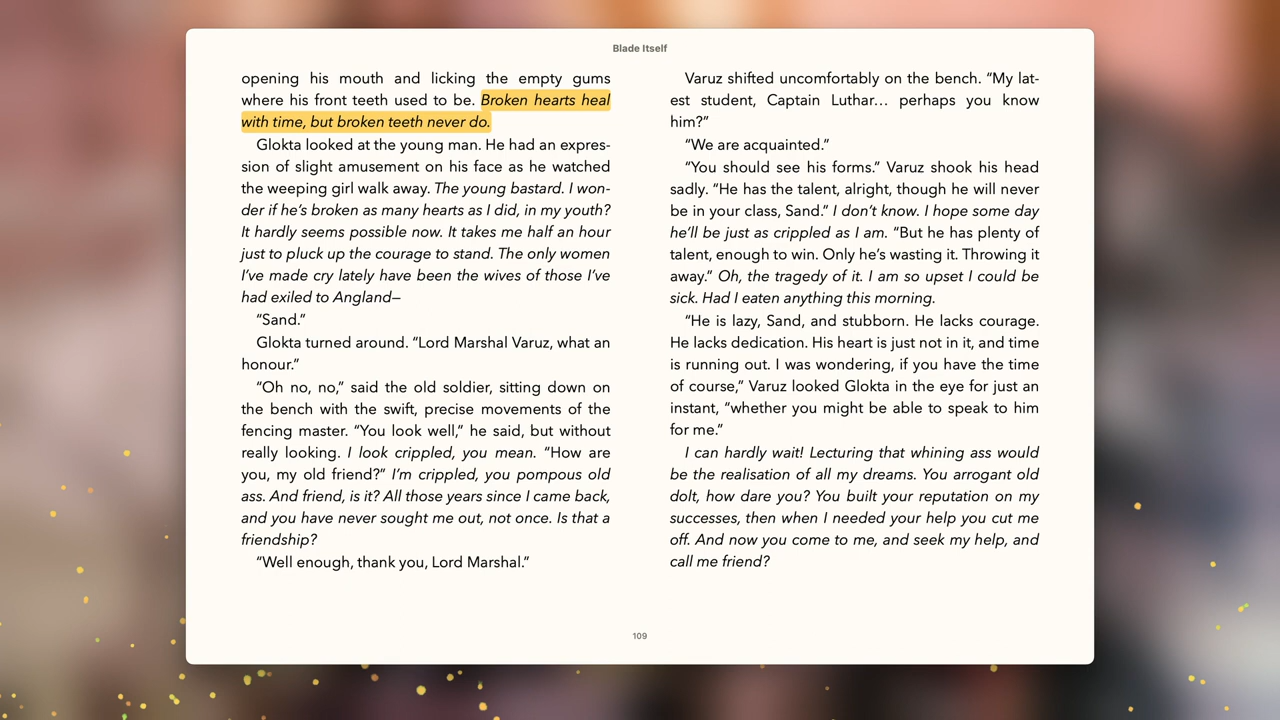 Blade Itself
opening his mouth and licking the empty gums
where his front teeth used to be. Broken hearts heal
with time, but broken teeth never do.
Glokta looked at the young man. He had an expres-
sion of slight amusement on his face as he watched
the weeping girl walk away. The young bastard. I won-
der if he’s broken as many hearts as I did, in my youth?
It hardly seems possible now. It takes me half an hour
just to pluck up the courage to stand. The only women
I’ve made cry lately have been the wives of those I’ve
had exiled to Angland—
“Sand.”
Glokta turned around. “Lord Marshal Varuz, what an
honour.”
“Oh no, no,” said the old soldier, sitting down on
the bench with the swift, precise movements of the
fencing master. “You look well,” he said, but without
really looking. I look crippled, you mean. “How are
you, my old friend?” I’m crippled, you pompous old
ass. And friend, is it? All those years since I came back,
and you have never sought me out, not once. Is that a
friendship?
“Well enough, thank you, Lord Marshal.”
Varuz shifted uncomfortably on the bench. “My lat-
est student, Captain Luthar… perhaps you know
him?”
“We are acquainted.”
“You should see his forms.” Varuz shook his head
sadly. “He has the talent, alright, though he will never
be in your class, Sand.” I don’t know. I hope some day
he’ll be just as crippled as I am. “But he has plenty of
talent, enough to win. Only he’s wasting it. Throwing it
away.” Oh, the tragedy of it. I am so upset I could be
sick. Had I eaten anything this morning.
“He is lazy, Sand, and stubborn. He lacks courage.
He lacks dedication. His heart is just not in it, and time
is running out. I was wondering, if you have the time
of course,” Varuz looked Glokta in the eye for just an
instant, “whether you might be able to speak to him
for me.”
I can hardly wait! Lecturing that whining ass would
be the realisation of all my dreams. You arrogant old
dolt, how dare you? You built your reputation on my
successes, then when I needed your help you cut me
off. And now you come to me, and seek my help, and
call me friend?
109